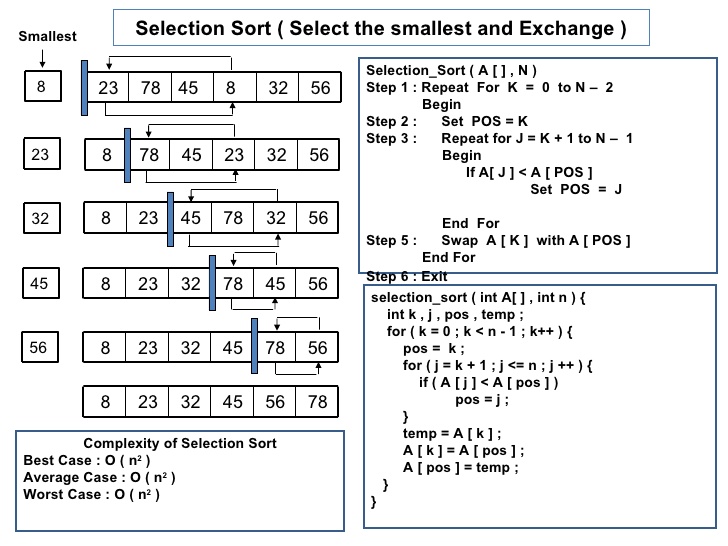 Selection Sort ( Select the smallest and Exchange )
Smallest
8
23 78 45 8 32 56
23
8 78 45 23 32 56
32
8 23 45 78 32 56
45
8 23 32 78 45 56
56
8 23 32 45 78 56
8 23 32 45 56 78
Complexity of Selection Sort
Best Case : O ( n² )
Average Case : O ( n² )
Worst Case : O ( n² )
Selection_Sort ( A [ ] , N )
Step 1 : Repeat For K = 0 to N – 2
Begin
Step 2 : Set POS = K
Step 3 : Repeat for J = K + 1 to N – 1
Begin
If A[ J ] < A [ POS ]
Set POS = J
End For
Step 5 : Swap A [ K ] with A [ POS ]
End For
Step 6 : Exit
selection_sort ( int A[ ] , int n ) {
int k , j , pos , temp ;
for ( k = 0 ; k < n - 1 ; k++ ) {
pos = k ;
for ( j = k + 1 ; j <= n ; j ++ ) {
if ( A [ j ] < A [ pos ] )
pos = j ;
}
temp = A [ k ] ;
A [ k ] = A [ pos ] ;
A [ pos ] = temp ;
}
}